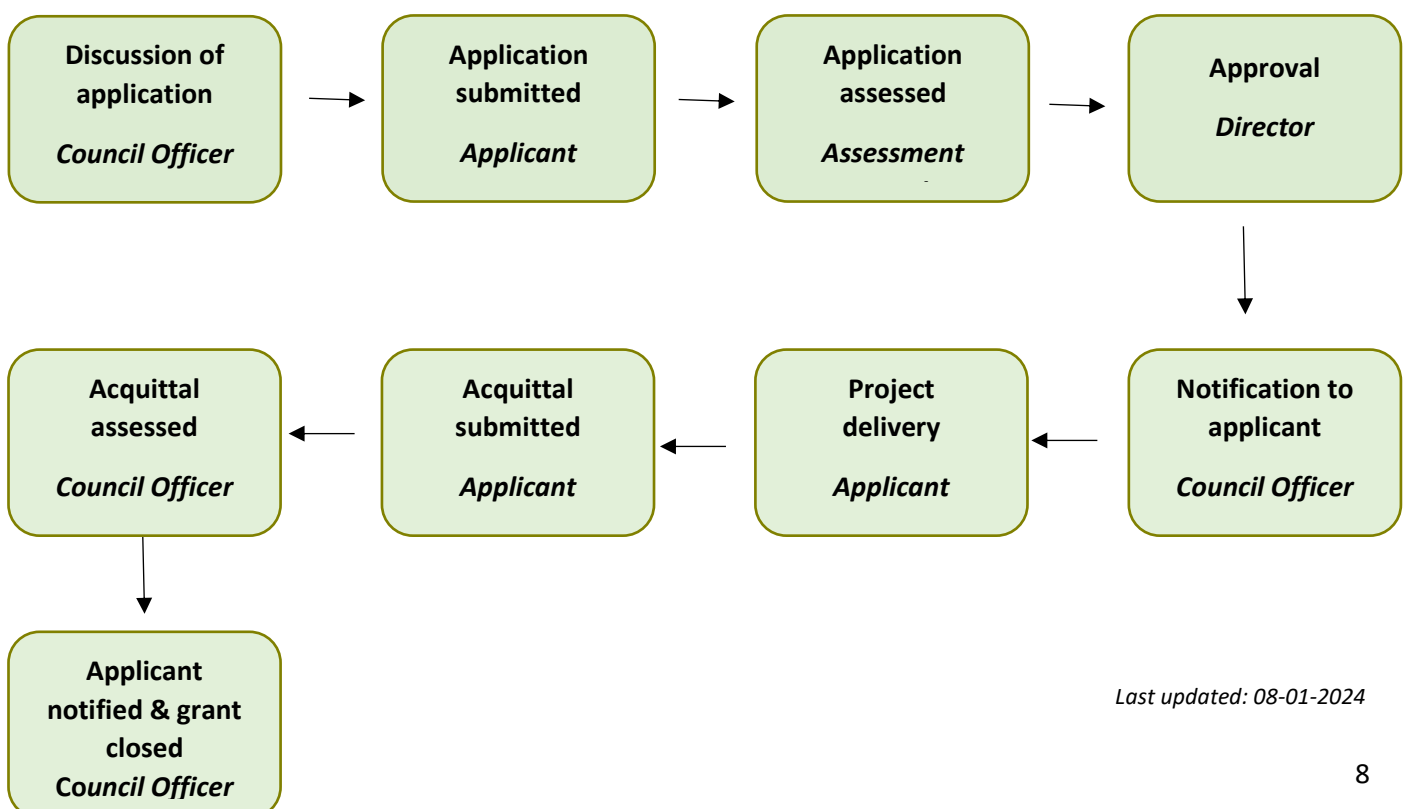 Discussion of
application
Council Officer
Application
submitted
Applicant
Application
assessed
Assessment
Approval
Director
Notification to
applicant
Council Officer
Project
delivery
Applicant
Acquittal
submitted
Applicant
Acquittal
assessed
Council Officer
Applicant
notified & grant
closed
Council Officer
Last updated: 08-01-2024
8